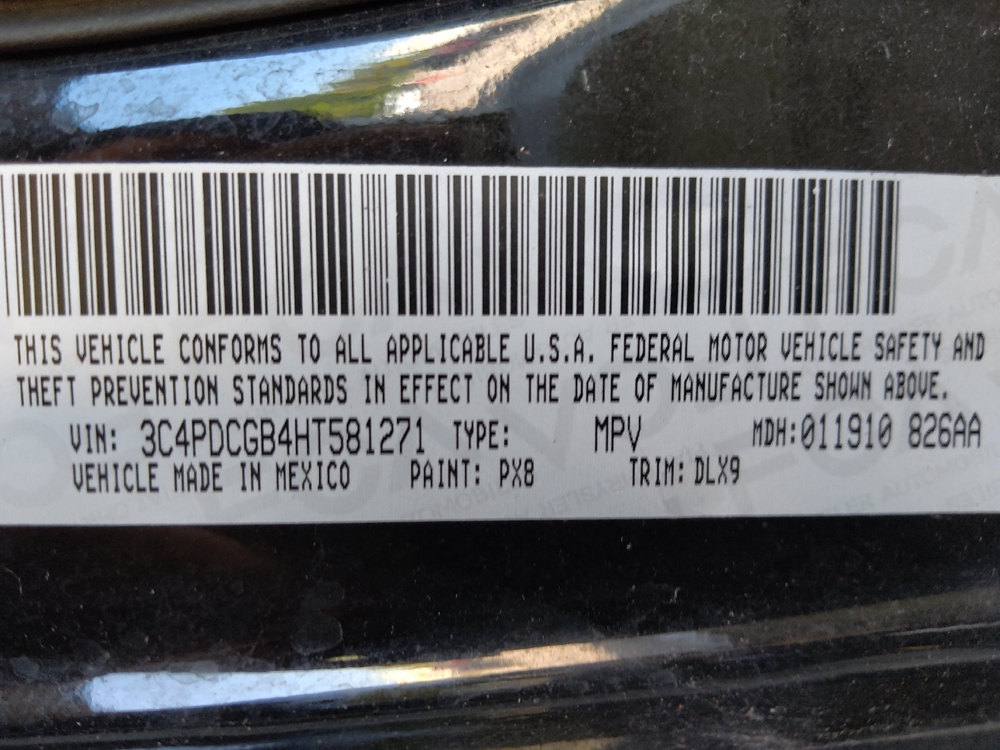 THIS VEHICLE CONFORMS TO ALL APPLICABLE U.S.A. FEDERAL MOTOR VEHICLE SAFETY AND
THEFT PREVENTION STANDARDS IN EFFECT ON THE DATE OF MANUFACTURE SHOWN ABOVE.
VIN: 3C4PDCGB4HT581271 TYPE: MPV MDH:011910 826AA
VEHICLE MADE IN MEXICO PAINT: PX8 TRIM: DLX9